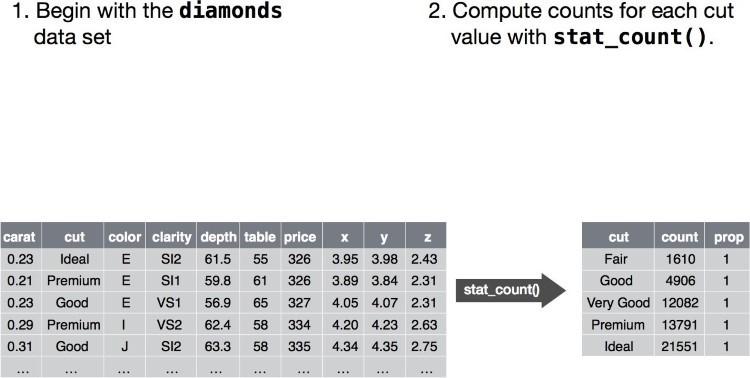 1. Begin with the diamonds
data set
2. Compute counts for each cut
value with stat_count().
carat cut color clarity depth table price x y z
0.23 Ideal E SI2 61.5 55 326 3.95 3.98 2.43
0.21 Premium E SI1 59.8 61 326 3.89 3.84 2.31
0.23 Good E VS1 56.9 65 327 4.05 4.07 2.31
0.29 Premium I VS2 62.4 58 334 4.20 4.23 2.63
0.31 Good J SI2 63.3 58 335 4.34 4.35 2.75
... ... ... ... ... ... ... ... ... ...
stat_count()
cut count prop
Fair 1610 1
Good 4906 1
Very Good 12082 1
Premium 13791 1
Ideal 21551 1